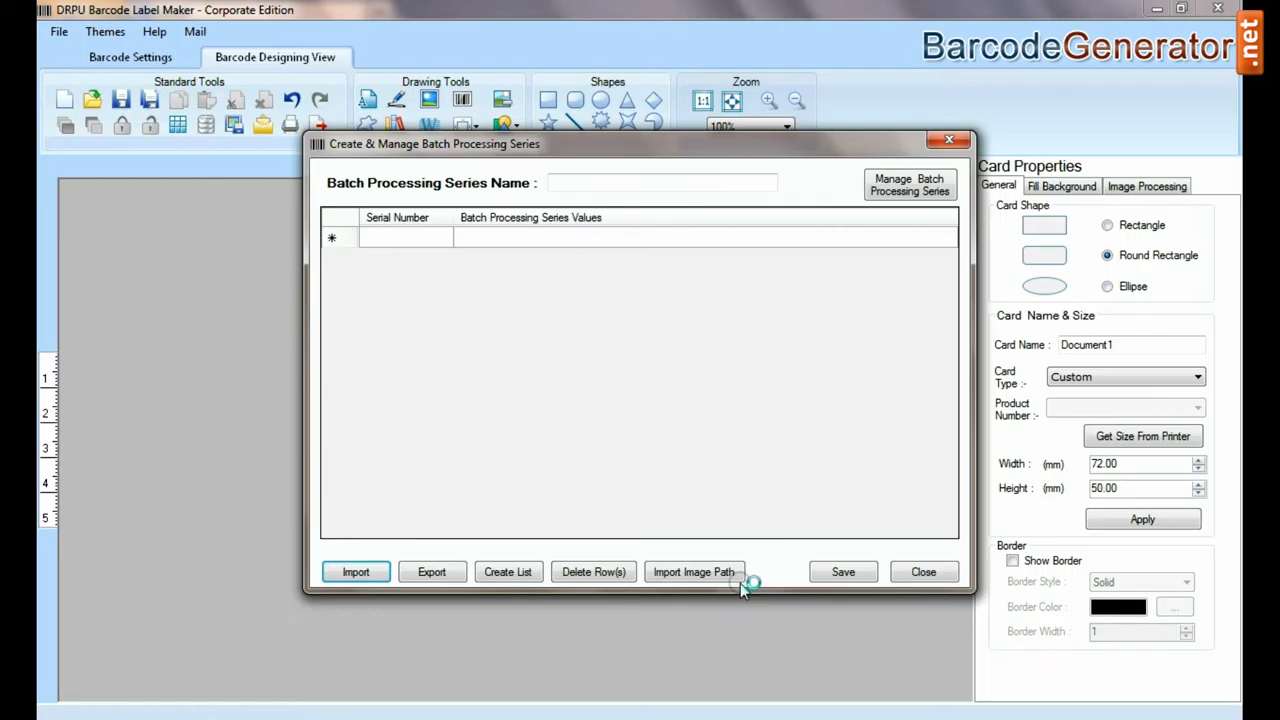 DRPU Barcode Label Maker - Corporate Edition
File Themes Help Mail
BarcodeGenerator.net
Barcode Settings Barcode Designing View
Standard Tools Drawing Tools Shapes Zoom
1:1
100%
Create & Manage Batch Processing Series
Batch Processing Series Name :
Manage Batch
Processing Series
Serial Number Batch Processing Series Values
Import Export Create List Delete Row(s) Import Image Path Save Close
1
2
3
4
5
Card Properties
General Fill Background Image Processing
Card Shape
Rectangle
Round Rectangle
Ellipse
Card Name & Size
Card Name : Document1
Card
Type :- Custom
Product
Number :-
Get Size From Printer
Width : (mm) 72.00
Height : (mm) 50.00
Apply
Border
Show Border
Border Style : Solid
Border Color : ...
Border Width : 1